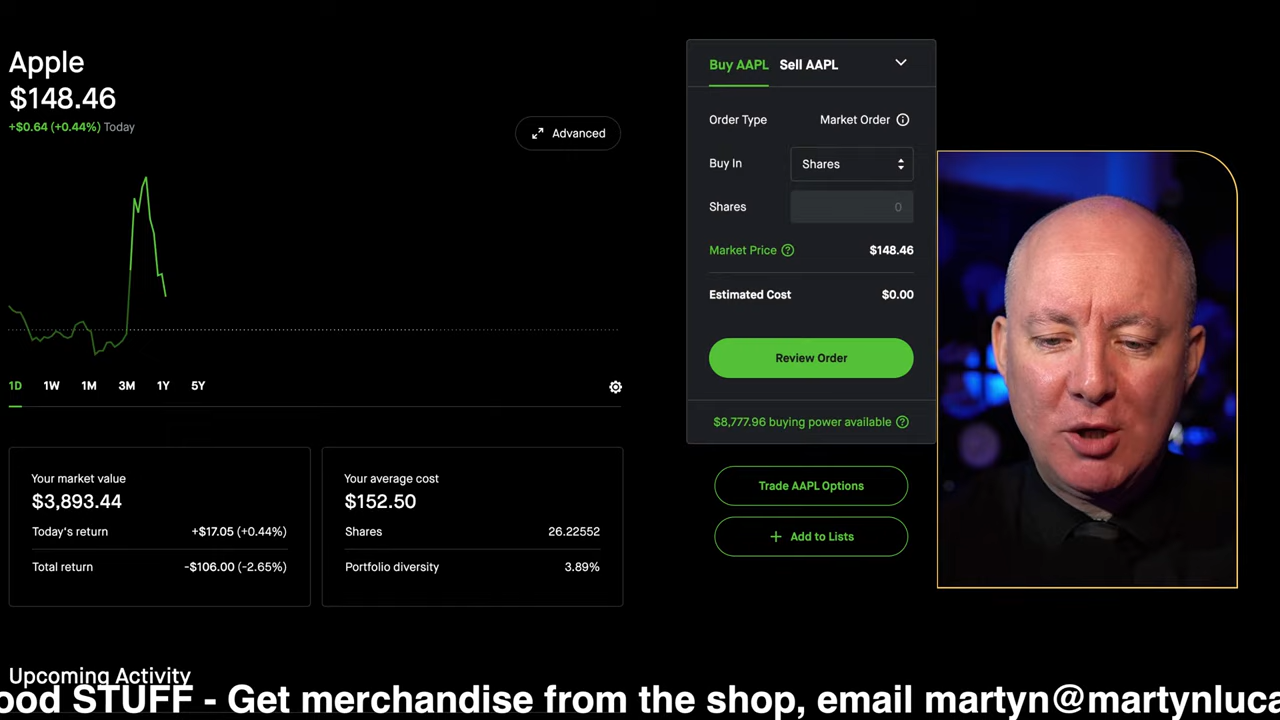 Apple
$148.46
+$0.64 (+0.44%) Today
Advanced
1D 1W 1M 3M 1Y 5Y
Your market value
$3,893.44
Today's return +$17.05 (+0.44%)
Total return -$106.00 (-2.65%)
Your average cost
$152.50
Shares 26.22552
Portfolio diversity 3.89%
Buy AAPL Sell AAPL
Order Type Market Order
Buy In Shares
Shares 0
Market Price $148.46
Estimated Cost $0.00
Review Order
$8,777.96 buying power available
Trade AAPL Options
+ Add to Lists
Upcoming Activity
ood STUFF - Get merchandise from the shop, email martyn@martynluca